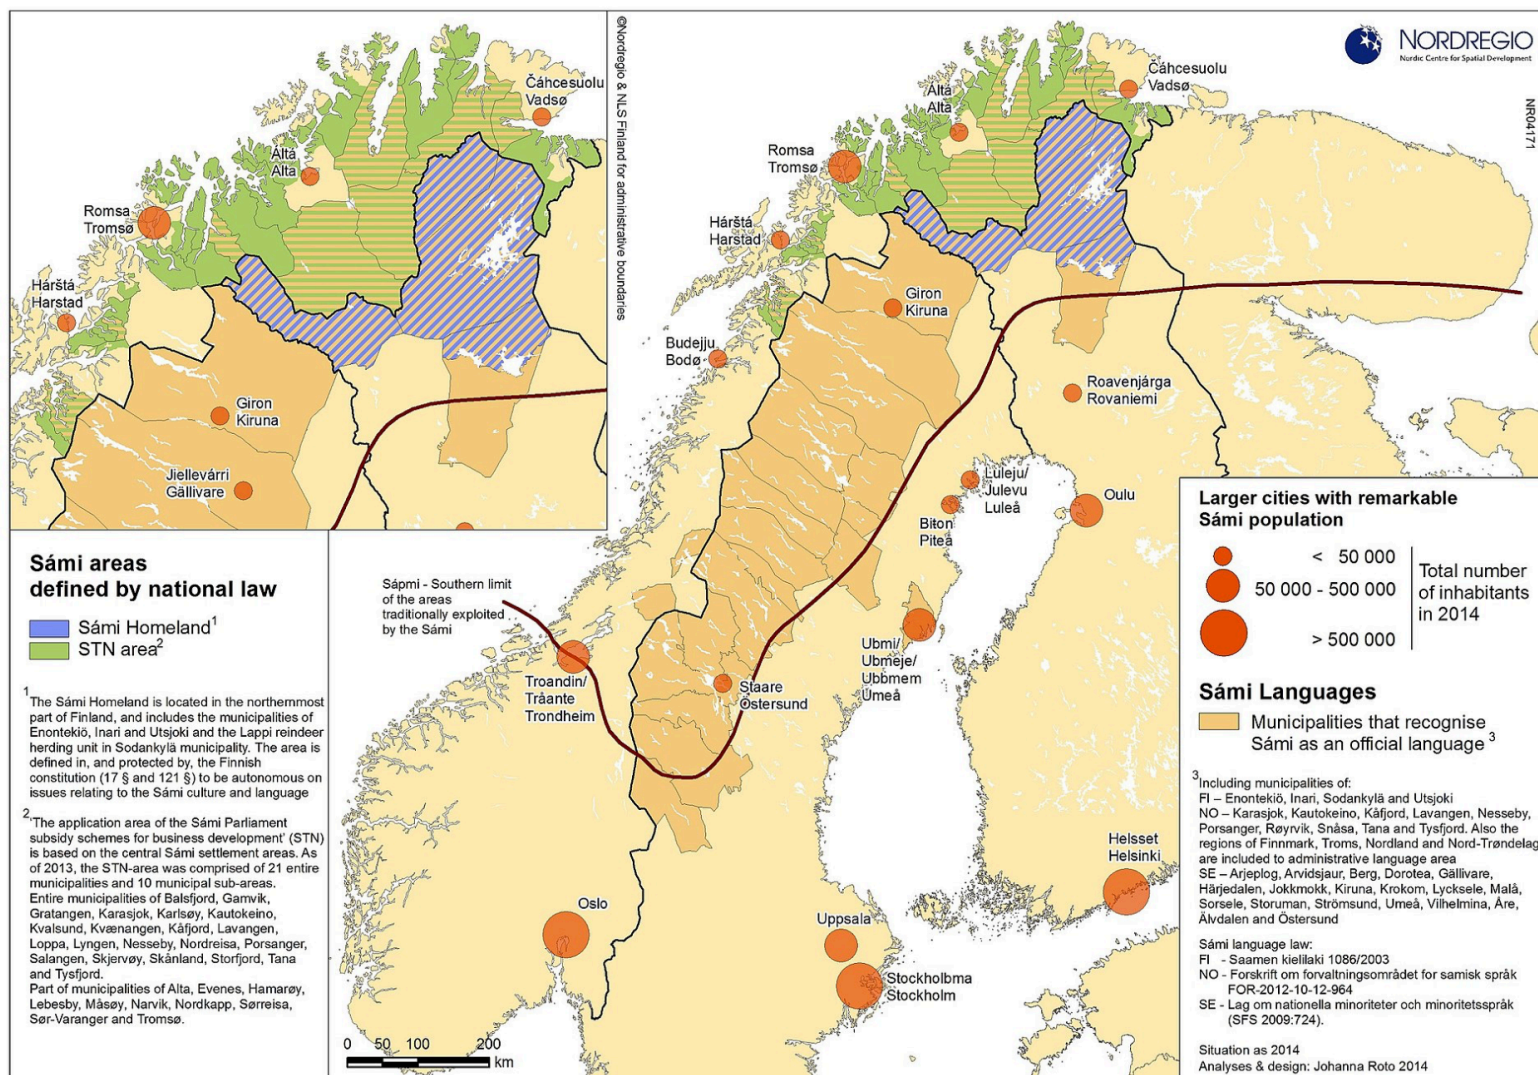 NORDREGIO
Nordic Centre for Spatial Development
NR04171
©Nordregio & NLS Finland for administrative boundaries
Čáhcesuolu
Vadsø
Áltá
Alta
Romsa
Tromsø
Hárštá
Harstad
Giron
Kiruna
Jiellevárri
Gällivare
Čáhcesuolu
Vadsø
Áltá
Alta
Romsa
Tromsø
Hárštá
Harstad
Giron
Kiruna
Budejju
Bodø
Roavenjárga
Rovaniemi
Luleju/
Julevu
Luleå
Biton
Piteå
Oulu
Sápmi - Southern limit
of the areas
traditionally exploited
by the Sámi
Troandin/
Tråante
Trondheim
Staare
Östersund
Ubmi/
Ubmeje/
Ubbmem
Umeå
Helsset
Helsinki
Oslo
Uppsala
Stockholbma
Stockholm
0 50 100 200
km
Sámi areas
defined by national law
Sámi Homeland1
STN area2
1
The Sámi Homeland is located in the northernmost
part of Finland, and includes the municipalities of
Enontekiö, Inari and Utsjoki and the Lappi reindeer
herding unit in Sodankylä municipality. The area is
defined in, and protected by, the Finnish
constitution (17 § and 121 §) to be autonomous on
issues relating to the Sámi culture and language
2
'The application area of the Sámi Parliament
subsidy schemes for business development' (STN)
is based on the central Sámi settlement areas. As
of 2013, the STN-area was comprised of 21 entire
municipalities and 10 municipal sub-areas.
Entire municipalities of Balsfjord, Gamvik,
Gratangen, Karasjok, Karlsøy, Kautokeino,
Kvalsund, Kvænangen, Kåfjord, Lavangen,
Loppa, Lyngen, Nesseby, Nordreisa, Porsanger,
Salangen, Skjervøy, Skånland, Storfjord, Tana
and Tysfjord.
Part of municipalities of Alta, Evenes, Hamarøy,
Lebesby, Måsøy, Narvik, Nordkapp, Sørreisa,
Sør-Varanger and Tromsø.
Larger cities with remarkable
Sámi population
< 50 000
50 000 - 500 000
> 500 000
Total number
of inhabitants
in 2014
Sámi Languages
Municipalities that recognise
Sámi as an official language 3
3
Including municipalities of:
FI – Enontekiö, Inari, Sodankylä and Utsjoki
NO – Karasjok, Kautokeino, Kåfjord, Lavangen, Nesseby,
Porsanger, Røyrvik, Snåsa, Tana and Tysfjord. Also the
regions of Finnmark, Troms, Nordland and Nord-Trøndelag
are included to administrative language area
SE – Arjeplog, Arvidsjaur, Berg, Dorotea, Gällivare,
Härjedalen, Jokkmokk, Kiruna, Krokom, Lycksele, Malå,
Sorsele, Storuman, Strömsund, Umeå, Vilhelmina, Åre,
Älvdalen and Östersund
Sámi language law:
FI - Saamen kielilaki 1086/2003
NO - Forskrift om forvaltningsområdet for samisk språk
FOR-2012-10-12-964
SE - Lag om nationella minoriteter och minoritetsspråk
(SFS 2009:724).
Situation as 2014
Analyses & design: Johanna Roto 2014